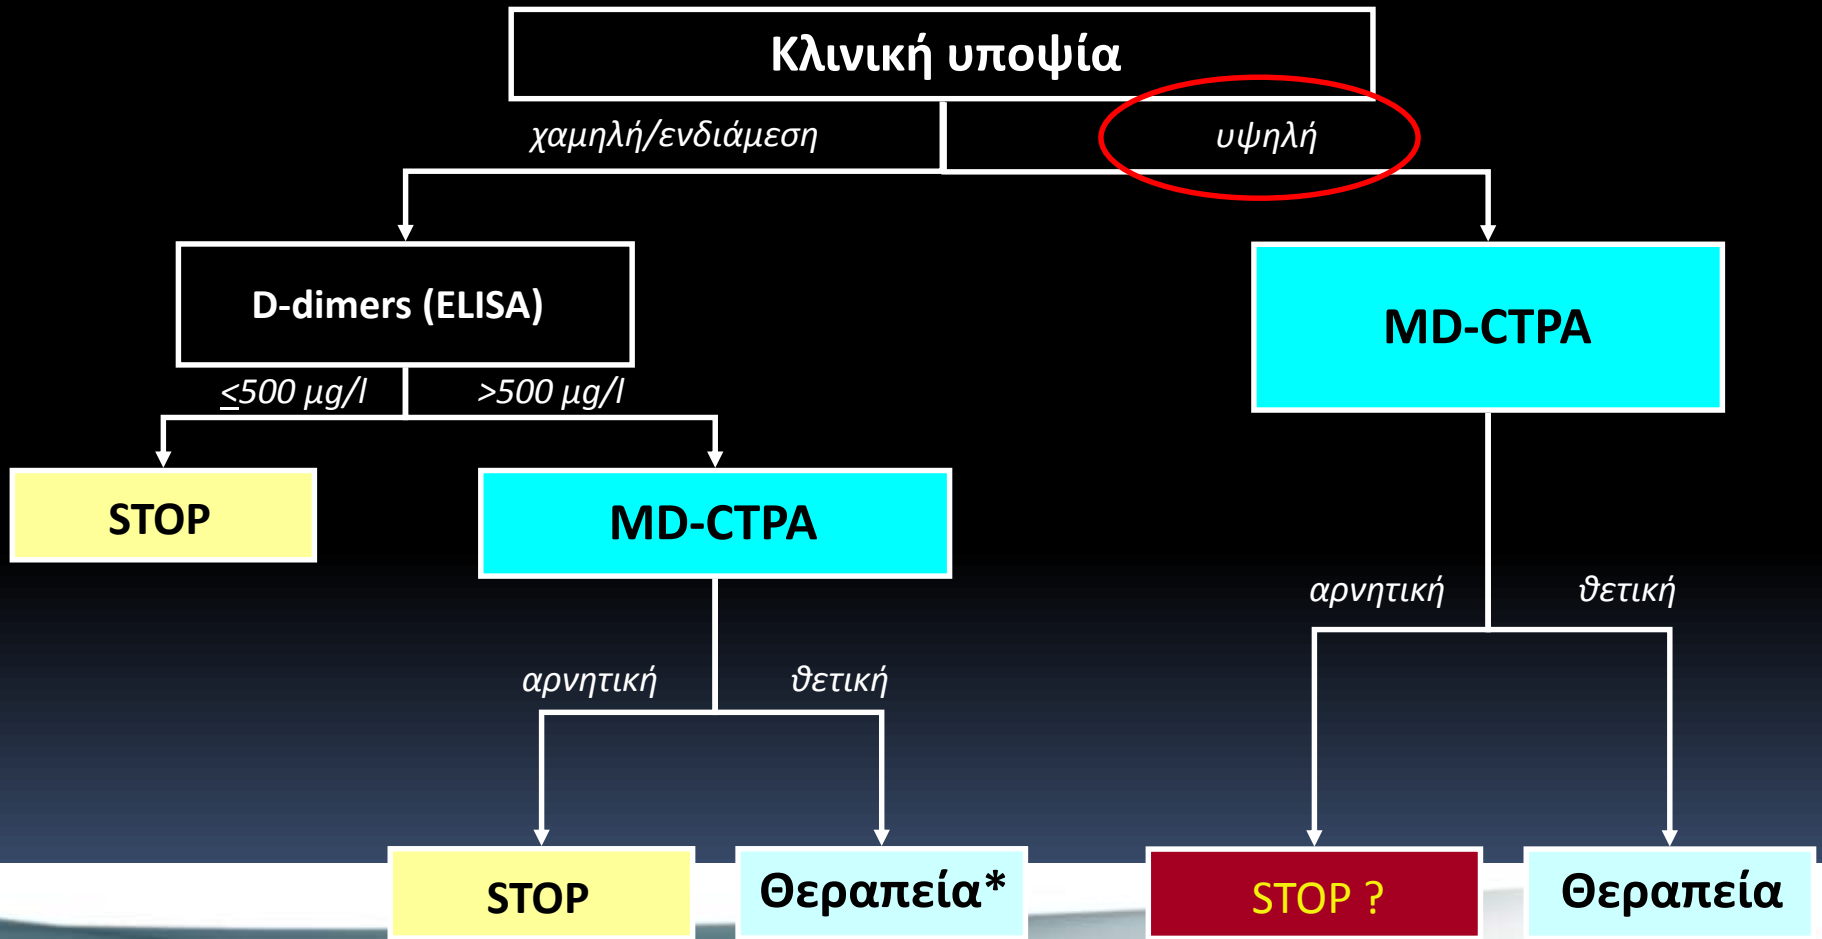 Κλινική υποψία
χαμηλή/ενδιάμεση
υψηλή
D-dimers (ELISA)
MD-CTPA
<500 μg/l
>500 μg/l
STOP
MD-CTPA
αρνητική
θετική
αρνητική
θετική
STOP
Θεραπεία*
STOP ?
Θεραπεία